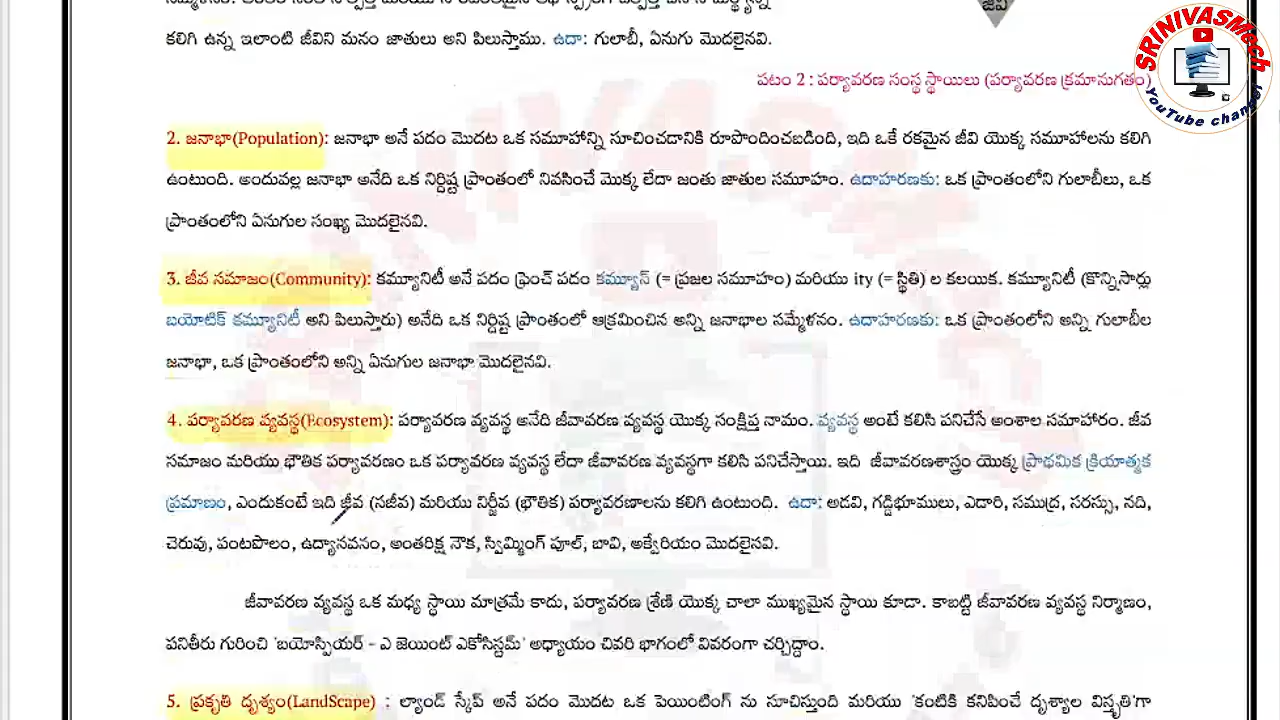 కలిగి ఉన్న ఇలాంటి జీవిని మనం జాతులు అని పిలుస్తాము. ఉదా: గులాబీ, ఏనుగు మొదలైనవి.
జీవి
SRINIVASMech
YouTube channel
పటం 2 : పర్యావరణ సంస్థ స్థాయిలు (పర్యావరణ క్రమానుగతం)
2. జనాభా(Population): జనాభా అనే పదం మొదట ఒక సమూహాన్ని సూచించడానికి రూపొందించబడింది, ఇది ఒకే రకమైన జీవి యొక్క సమూహాలను కలిగి
ఉంటుంది. అందువల్ల జనాభా అనేది ఒక నిర్దిష్ట ప్రాంతంలో నివసించే మొక్క లేదా జంతు జాతుల సమూహం. ఉదాహరణకు: ఒక ప్రాంతంలోని గులాబీలు, ఒక
ప్రాంతంలోని ఏనుగుల సంఖ్య మొదలైనవి.
3. జీవ సమాజం(Community): కమ్యూనిటీ అనే పదం ఫ్రెంచ్ పదం కమ్యూన్ (= ప్రజల సమూహం) మరియు ity (= స్థితి) ల కలయిక. కమ్యూనిటీ (కొన్నిసార్లు
బయోటిక్ కమ్యూనిటీ అని పిలుస్తారు) అనేది ఒక నిర్దిష్ట ప్రాంతంలో ఆక్రమించిన అన్ని జనాభాల సమ్మేళనం. ఉదాహరణకు: ఒక ప్రాంతంలోని అన్ని గులాబీల
జనాభా, ఒక ప్రాంతంలోని అన్ని ఏనుగుల జనాభా మొదలైనవి.
4. పర్యావరణ వ్యవస్థ(Ecosystem): పర్యావరణ వ్యవస్థ అనేది జీవావరణ వ్యవస్థ యొక్క సంక్షిప్త నామం. వ్యవస్థ అంటే కలిసి పనిచేసే అంశాల సమాహారం. జీవ
సమాజం మరియు భౌతిక పర్యావరణం ఒక పర్యావరణ వ్యవస్థ లేదా జీవావరణ వ్యవస్థగా కలిసి పనిచేస్తాయి. ఇది జీవావరణశాస్త్రం యొక్క ప్రాథమిక క్రియాత్మక
ప్రమాణం, ఎందుకంటే ఇది జీవ (సజీవ) మరియు నిర్జీవ (భౌతిక) పర్యావరణాలను కలిగి ఉంటుంది. ఉదా: అడవి, గడ్డిభూములు, ఎడారి, సముద్ర, సరస్సు, నది,
చెరువు, పంటపొలం, ఉద్యానవనం, అంతరిక్ష నౌక, స్విమ్మింగ్ పూల్, బావి, అక్వేరియం మొదలైనవి.
జీవావరణ వ్యవస్థ ఒక మధ్య స్థాయి మాత్రమే కాదు, పర్యావరణ శ్రేణి యొక్క చాలా ముఖ్యమైన స్థాయి కూడా. కాబట్టి జీవావరణ వ్యవస్థ నిర్మాణం,
పనితీరు గురించి 'బయోస్పియర్ - ఎ జెయింట్ ఎకోసిస్టమ్' అధ్యాయం చివరి భాగంలో వివరంగా చర్చిద్దాం.
5. ప్రకృతి దృశ్యం(LandScape) : ల్యాండ్ స్కేప్ అనే పదం మొదట ఒక పెయింటింగ్ ను సూచిస్తుంది మరియు 'కంటికి కనిపించే దృశ్యాల విస్తృతి'గా